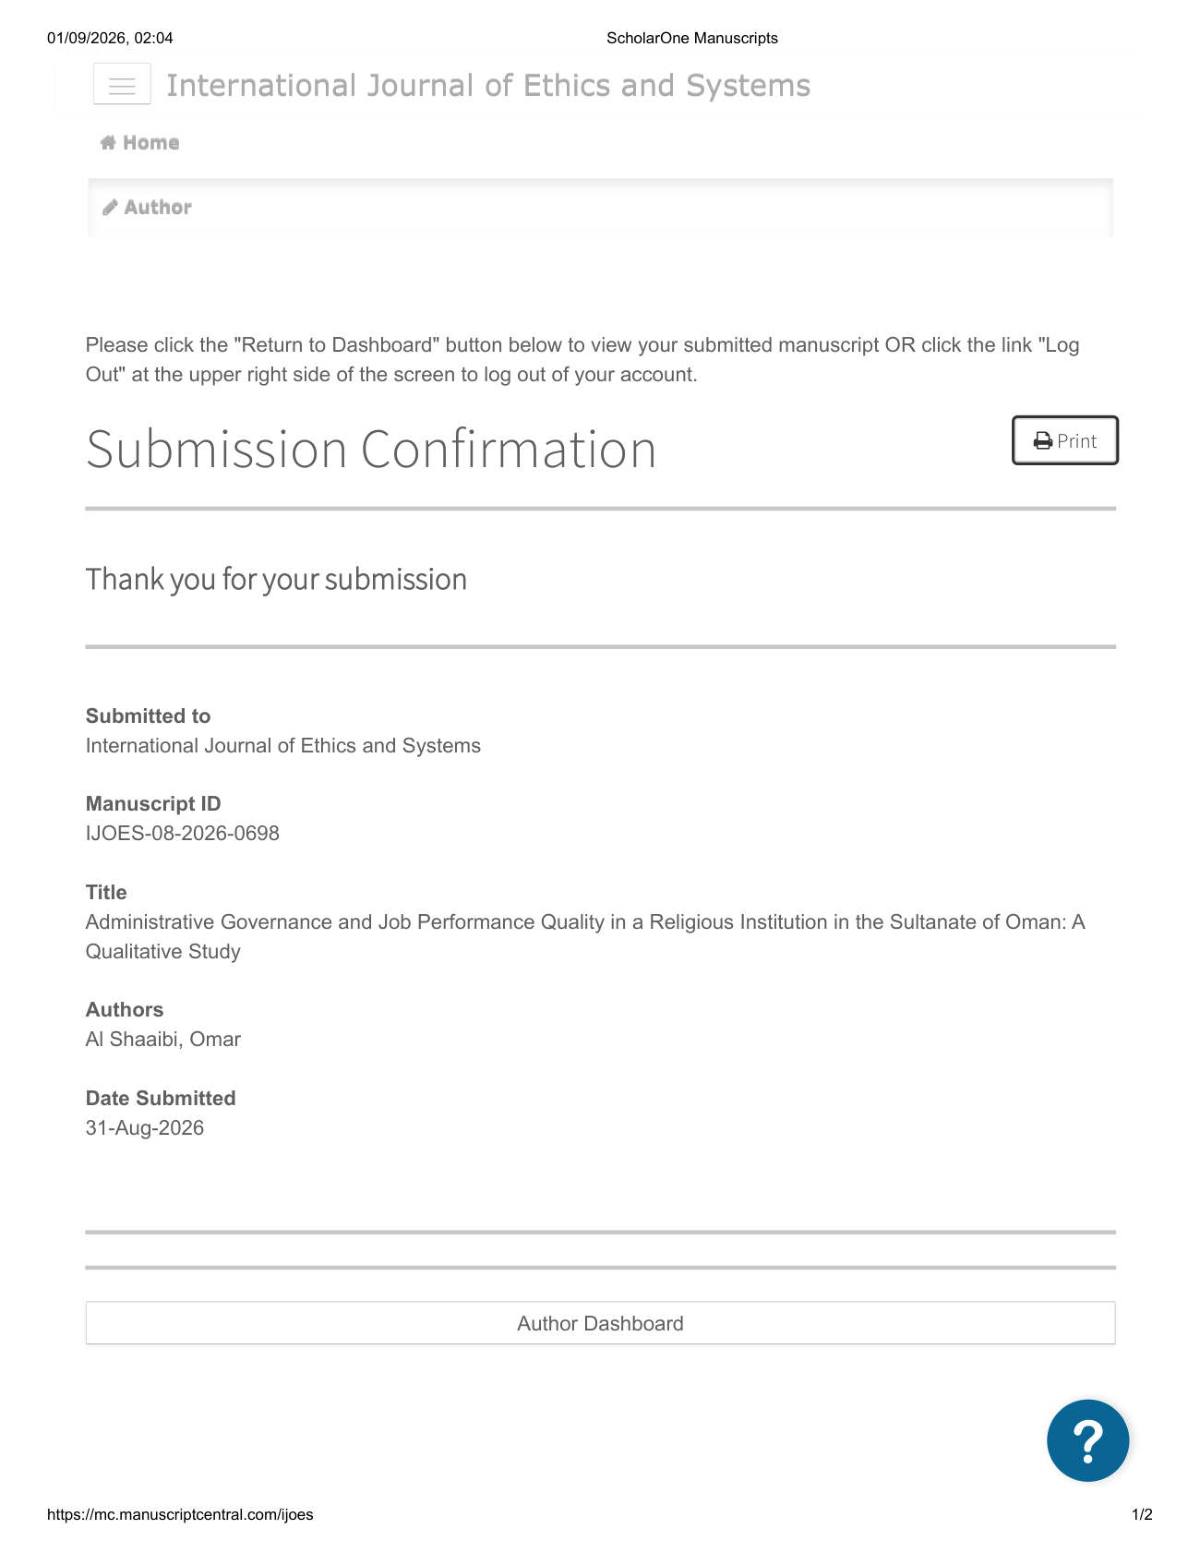 01/09/2026, 02:04
ScholarOne Manuscripts
International Journal of Ethics and Systems
Home
Author
Please click the "Return to Dashboard" button below to view your submitted manuscript OR click the link "Log
Out" at the upper right side of the screen to log out of your account.
Submission Confirmation
Print
Thank you for your submission
Submitted to
International Journal of Ethics and Systems
Manuscript ID
IJOES-08-2026-0698
Title
Administrative Governance and Job Performance Quality in a Religious Institution in the Sultanate of Oman: A
Qualitative Study
Authors
Al Shaaibi, Omar
Date Submitted
31-Aug-2026
Author Dashboard
?
https://mc.manuscriptcentral.com/ijoes
1/2